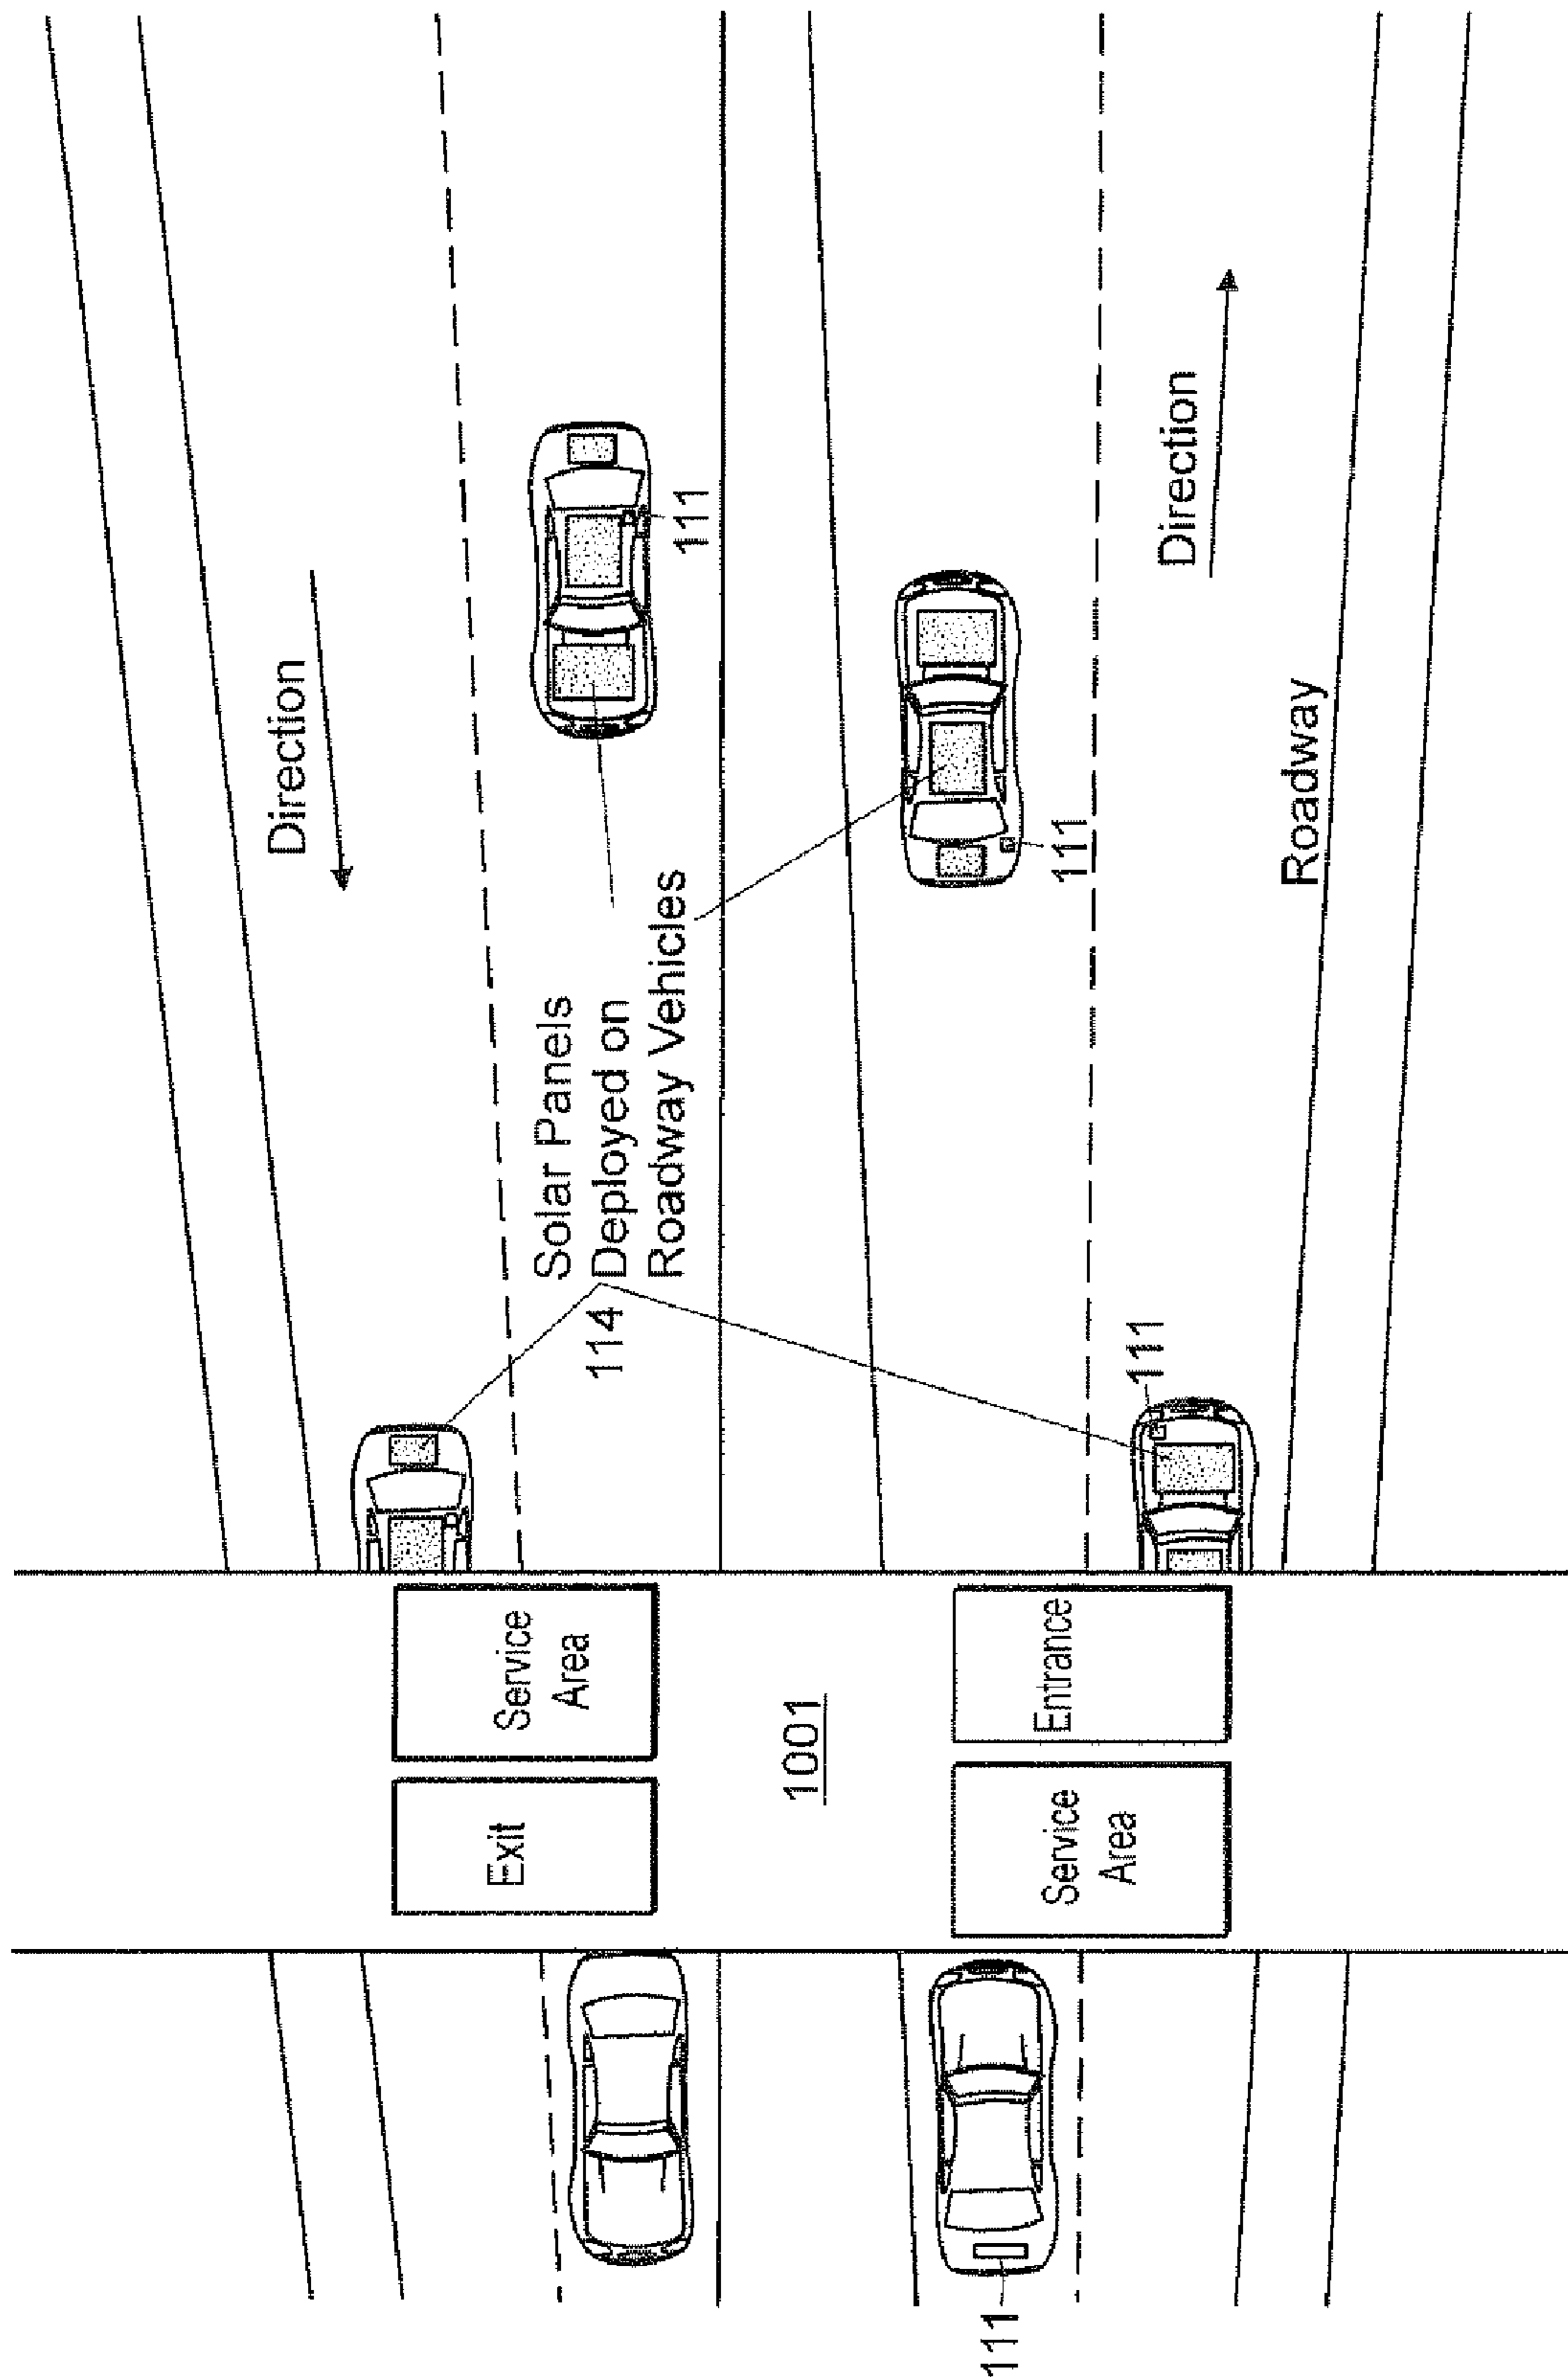 Direction
111
Solar Panels
114 Deployed on
Roadway Vehicles
111
Direction
Roadway
111
Service
Area
Exit
1001
Entrance
Service
Area
111